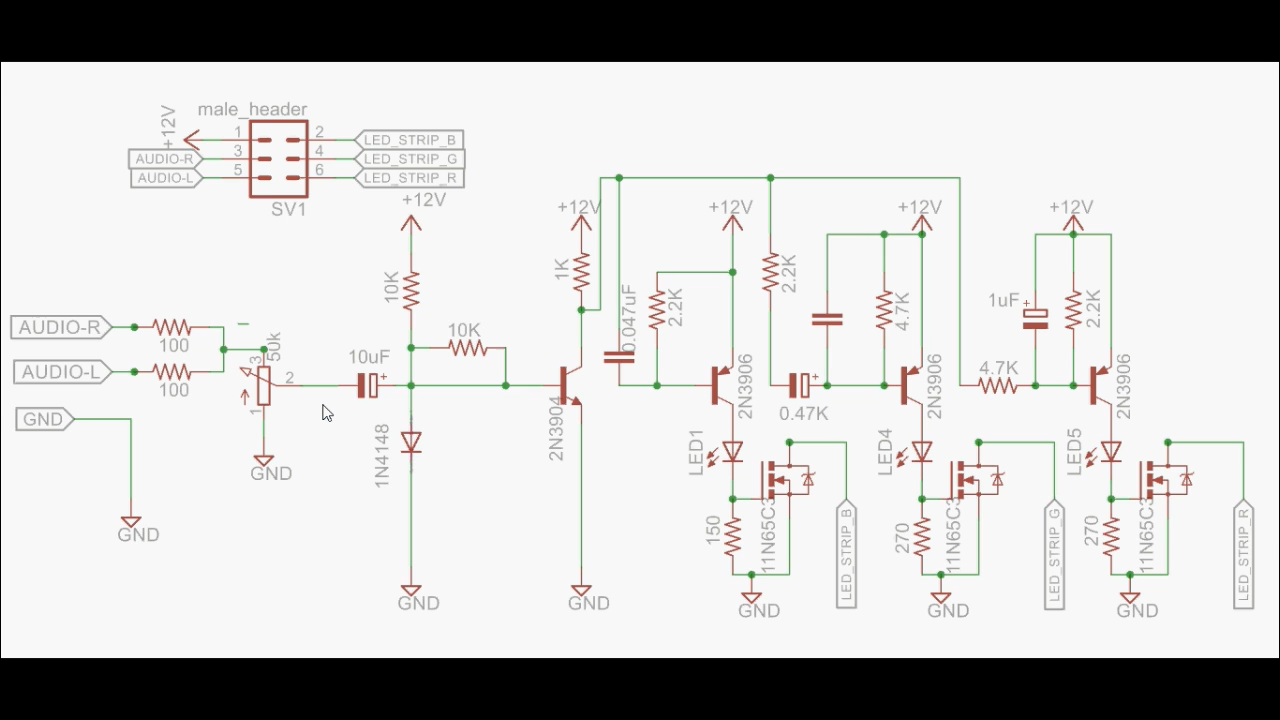 male_header
+12V
1
2
LED_STRIP_B
AUDIO-R
3
4
LED_STRIP_G
AUDIO-L
5
6
LED_STRIP_R
SV1
+12V
+12V
+12V
+12V
+12V
10K
1K
0.047uF
2.2K
2.2K
4.7K
1uF
2.2K
AUDIO-R
100
AUDIO-L
100
GND
GND
3
50k
2
1
GND
10uF
+
10K
1N4148
GND
2N3904
GND
2N3906
+
0.47K
2N3906
4.7K
+
2N3906
LED1
150
11N65C3
LED_STRIP_B
GND
LED4
270
11N65C3
LED_STRIP_G
GND
LED5
270
11N65C3
LED_STRIP_R
GND